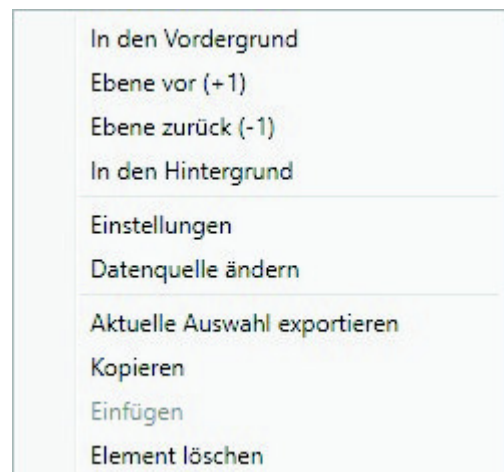 In den Vordergrund
Ebene vor (+1)
Ebene zurück (-1)
In den Hintergrund
Einstellungen
Datenquelle ändern
Aktuelle Auswahl exportieren
Kopieren
Einfügen
Element löschen